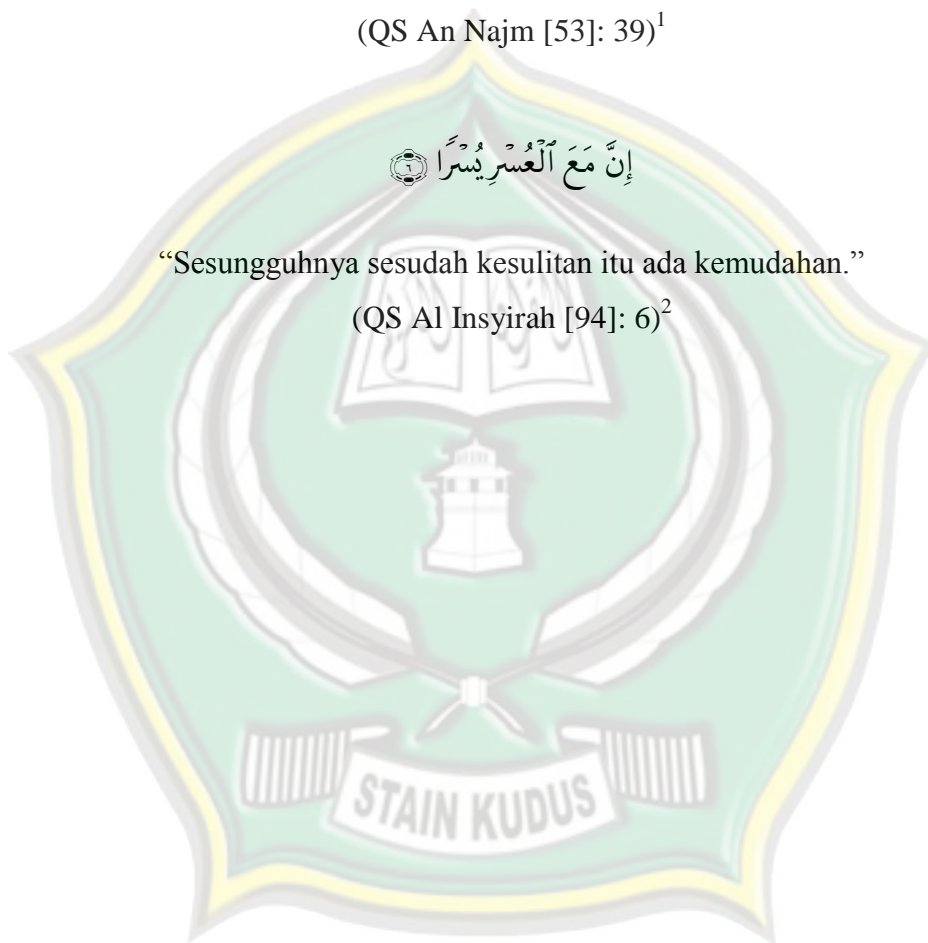 (QS An Najm [53]: 39)1
إِنَّ مَعَ ٱلْعُسْرِ يُسْرًا ٦
“Sesungguhnya sesudah kesulitan itu ada kemudahan.”
(QS Al Insyirah [94]: 6)2
STAIN KUDUS